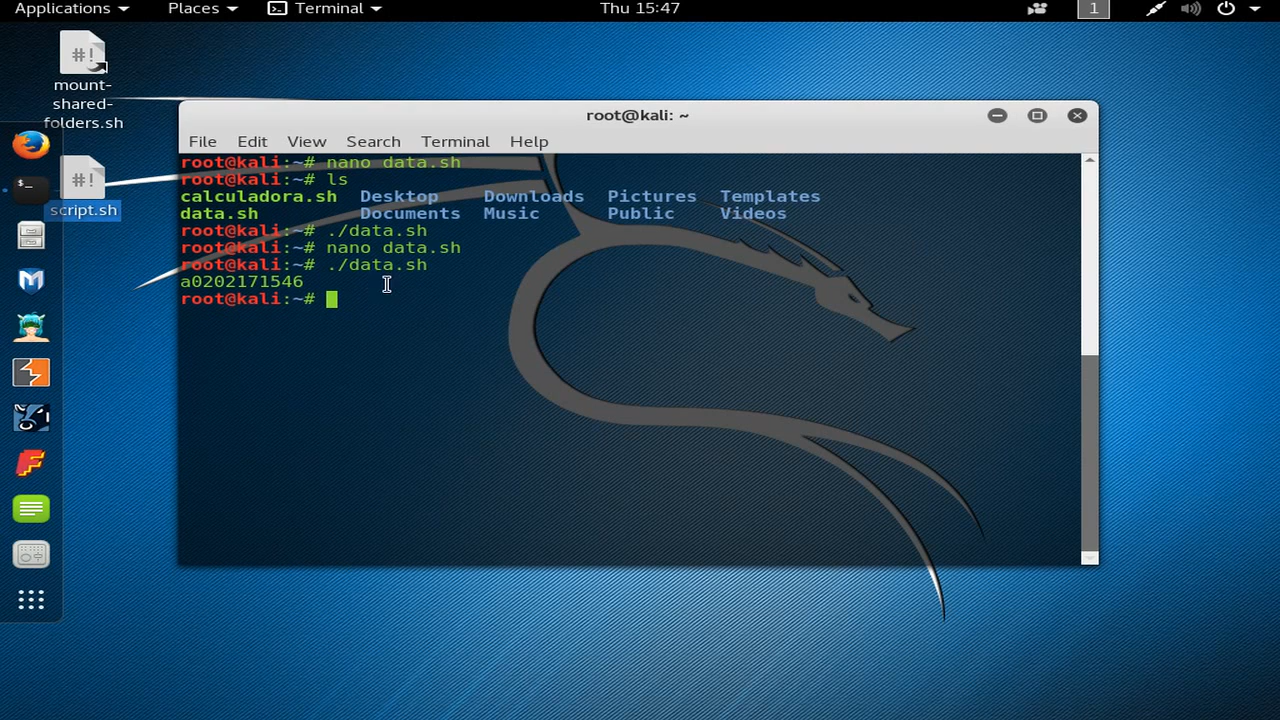 Applications Places Terminal Thu 15:47 1
mount-
shared-
folders.sh
script.sh
root@kali: ~
File Edit View Search Terminal Help
root@kali:~# nano data.sh
root@kali:~# ls
calculadora.sh Desktop Downloads Pictures Templates
data.sh Documents Music Public Videos
root@kali:~# ./data.sh
root@kali:~# nano data.sh
root@kali:~# ./data.sh
a0202171546
root@kali:~#